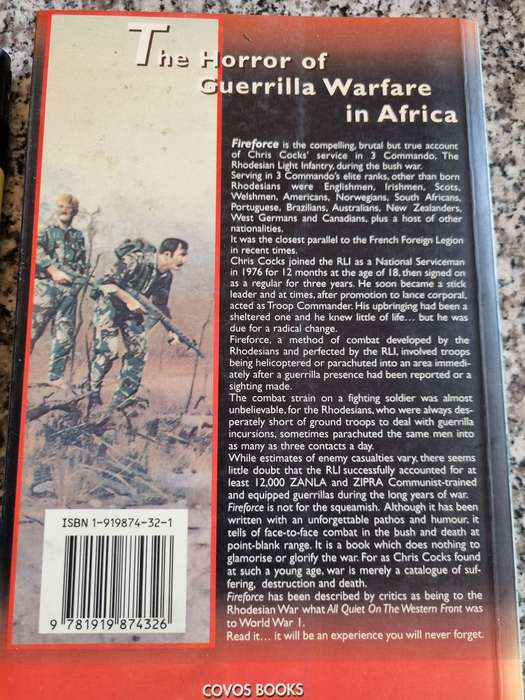 The Horror of
Guerrilla Warfare
in Africa
Fireforce is the compelling, brutal but true account
of Chris Cocks' service in 3 Commando, The
Rhodesian Light Infantry, during the bush war.
Serving in 3 Commando's elite ranks, other than born
Rhodesians were Englishmen, Irishmen, Scots,
Welshmen, Americans, Norwegians, South Africans,
Portuguese, Brazilians, Australians, New Zealanders,
West Germans and Canadians, plus a host of other
nationalities.
It was the closest parallel to the French Foreign Legion
in recent times.
Chris Cocks joined the RLI as a National Serviceman
in 1976 for 12 months at the age of 18, then signed on
as a regular for three years. He soon became a stick
leader and at times, after promotion to lance corporal,
acted as Troop Commander. His upbringing had been a
sheltered one and he knew little of life... but he was
due for a radical change.
Fireforce, a method of combat developed by the
Rhodesians and perfected by the RLI, involved troops
being helicoptered or parachuted into an area immedi-
ately after a guerrilla presence had been reported or a
sighting made.
The combat strain on a fighting soldier was almost
unbelievable, for the Rhodesians, who were always des-
perately short of ground troops to deal with guerrilla
incursions, sometimes parachuted the same men into
as many as three contacts a day.
While estimates of enemy casualties vary, there seems
little doubt that the RLI successfully accounted for at
least 12,000 ZANLA and ZIPRA Communist-trained
and equipped guerrillas during the long years of war.
Fireforce is not for the squeamish. Although it has been
written with an unforgettable pathos and humour, it
tells of face-to-face combat in the bush and death at
point-blank range. It is a book which does nothing to
glamorise or glorify the war. For as Chris Cocks found
at such a young age, war is merely a catalogue of suf-
fering, destruction and death.
Fireforce has been described by critics as being to the
Rhodesian War what All Quiet On The Western Front was
to World War 1.
Read it... it will be an experience you will never forget.
ISBN 1-919874-32-1
9 781919 874326
COVOS BOOKS